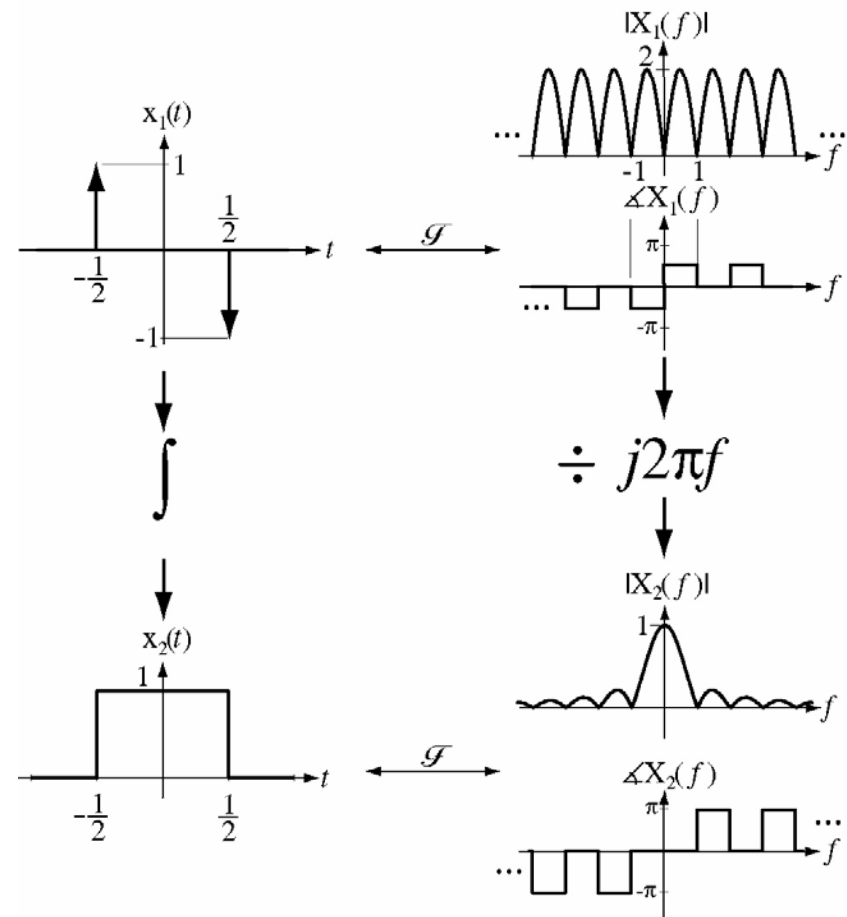 x₁(t)
1
-1/2
1/2
t
-1
ℱ
|X₁(f)|
2
...
...
-1
1
f
∡X₁(f)
π
...
f
-π
∫
÷ j2πf
x₂(t)
1
-1/2
1/2
t
ℱ
|X₂(f)|
1
f
∡X₂(f)
π
...
f
...
-π